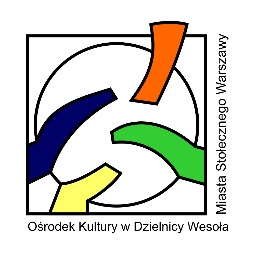 Ośrodek Kultury w Dzielnicy Wesoła
Miasta Stołecznego Warszawy